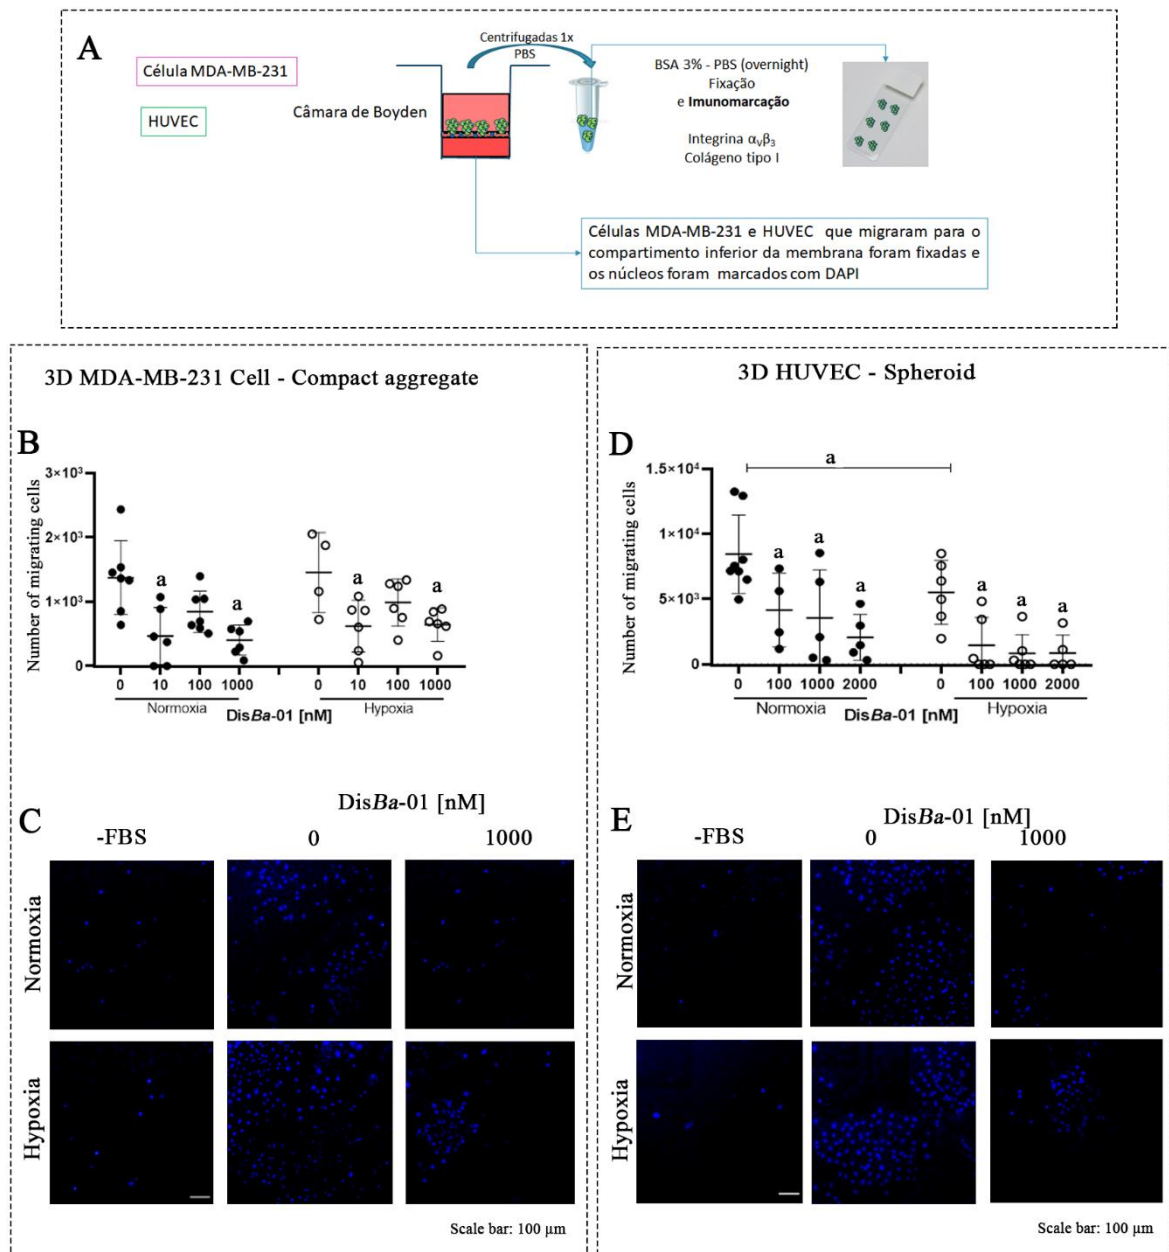 A
Célula MDA-MB-231
HUVEC
Câmara de Boyden
Centrifugadas 1x
PBS
BSA 3% - PBS (overnight)
Fixação
e Imunomarcação
Integrina αVβ3
Colágeno tipo I
Células MDA-MB-231 e HUVEC que migraram para o
compartimento inferior da membrana foram fixadas e
os núcleos foram marcados com DAPI
3D MDA-MB-231 Cell - Compact aggregate
B
Number of migrating cells
3×10³
2×10³
1×10³
0
a a a a
0 10 100 1000 0 10 100 1000
Normoxia Hypoxia
DisBa-01 [nM]
C
DisBa-01 [nM]
-FBS 0 1000
Normoxia
Hypoxia
Scale bar: 100 µm
3D HUVEC - Spheroid
D
Number of migrating cells
1.5×10⁴
1×10⁴
5×10³
0
a
a a a a a a
0 100 1000 2000 0 100 1000 2000
Normoxia Hypoxia
DisBa-01 [nM]
E
DisBa-01 [nM]
-FBS 0 1000
Normoxia
Hypoxia
Scale bar: 100 µm